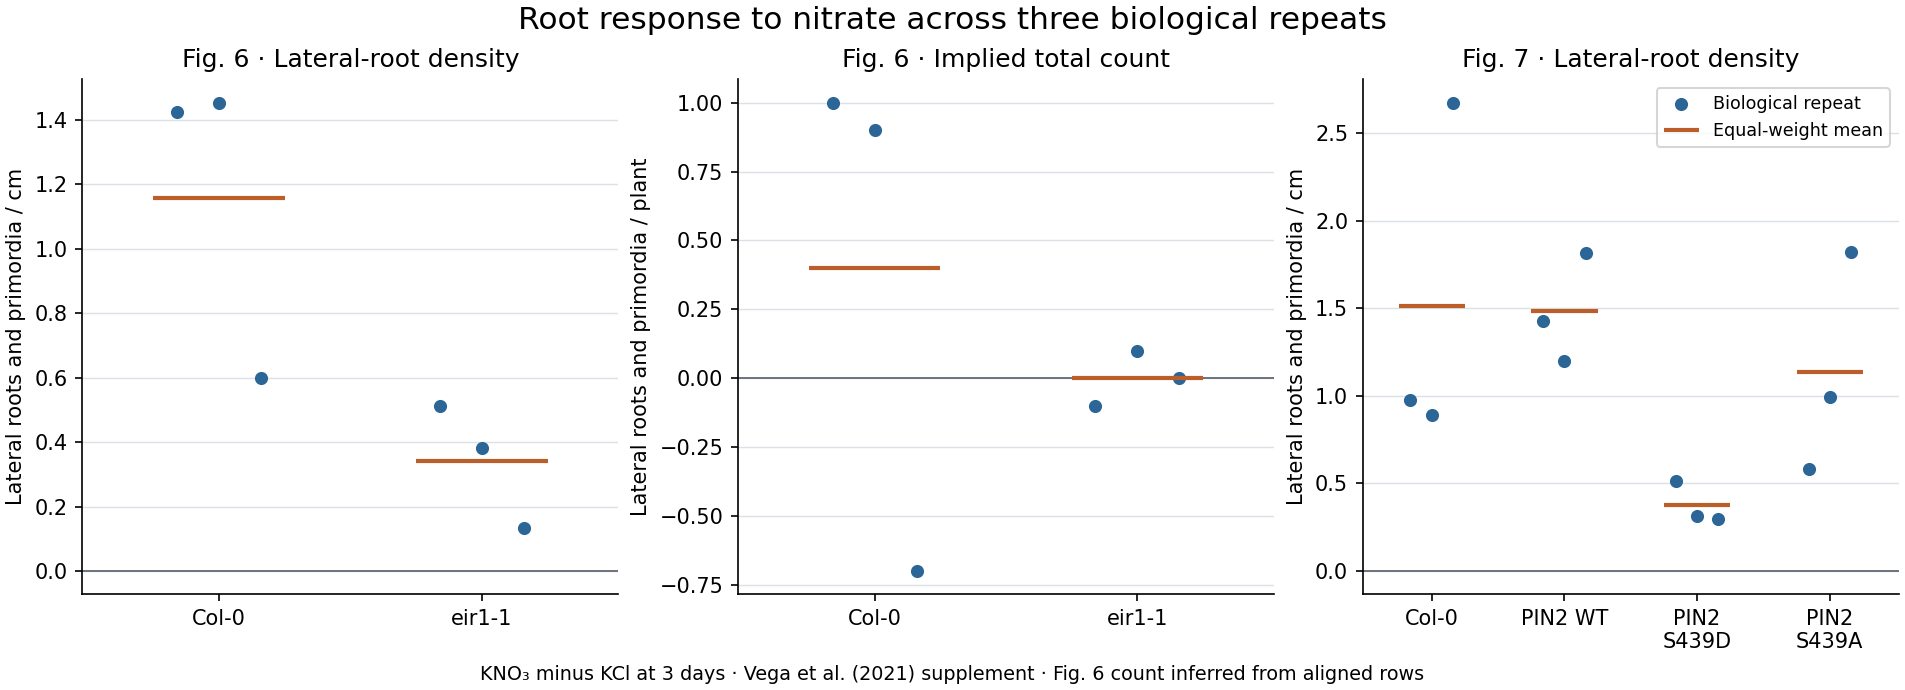 Root response to nitrate across three biological repeats
Fig. 6 · Lateral-root density
Lateral roots and primordia / cm
1.4
1.2
1.0
0.8
0.6
0.4
0.2
0.0
Col-0
eir1-1
Fig. 6 · Implied total count
Lateral roots and primordia / plant
1.00
0.75
0.50
0.25
0.00
−0.25
−0.50
−0.75
Col-0
eir1-1
Fig. 7 · Lateral-root density
Lateral roots and primordia / cm
2.5
2.0
1.5
1.0
0.5
0.0
Biological repeat
Equal-weight mean
Col-0
PIN2 WT
PIN2
S439D
PIN2
S439A
KNO₃ minus KCl at 3 days · Vega et al. (2021) supplement · Fig. 6 count inferred from aligned rows